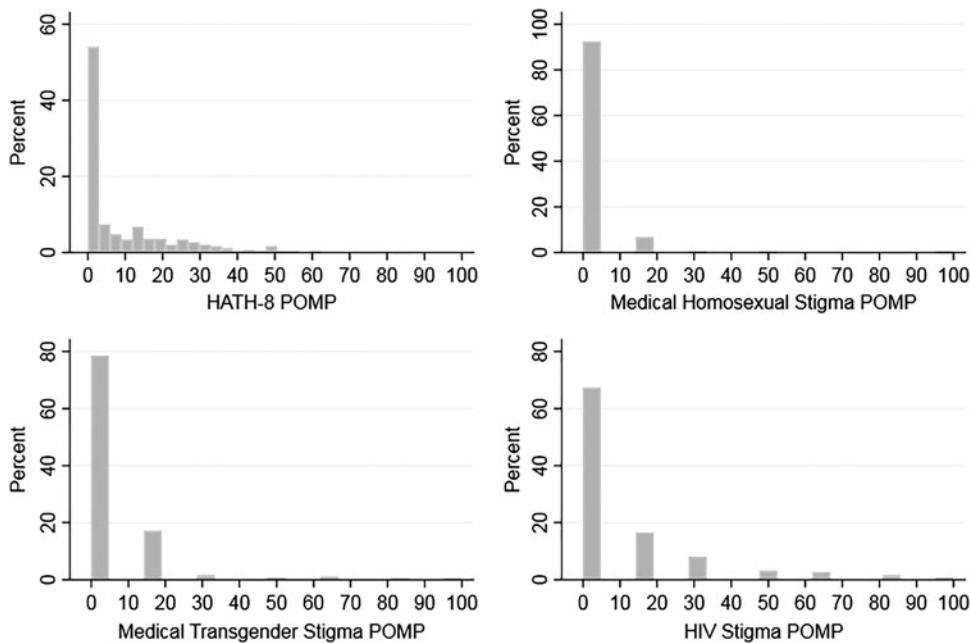 Percent
0 20 40 60
0 10 20 30 40 50 60 70 80 90 100
HATH-8 POMP
Percent
0 20 40 60 80 100
0 10 20 30 40 50 60 70 80 90 100
Medical Homosexual Stigma POMP
Percent
0 20 40 60 80
0 10 20 30 40 50 60 70 80 90 100
Medical Transgender Stigma POMP
Percent
0 20 40 60 80
0 10 20 30 40 50 60 70 80 90 100
HIV Stigma POMP